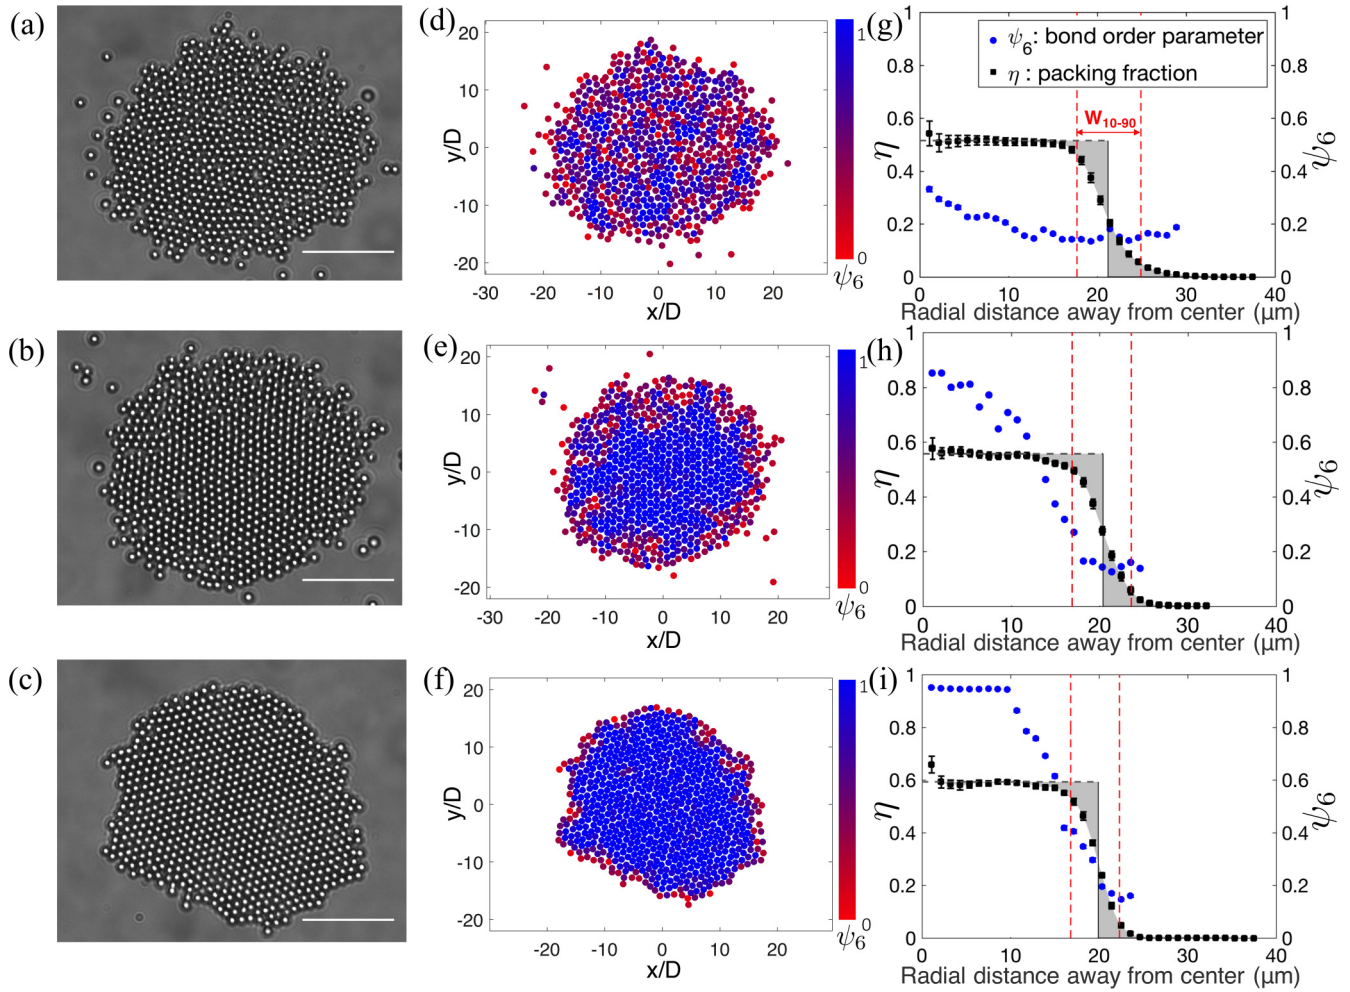 (a)
(d)
20
10
0
-10
-20
y/D
-30
-20
-10
0
10
20
x/D
1
0
ψ6
(g)
1
0.8
0.6
0.4
0.2
0
η
ψ6: bond order parameter
η : packing fraction
W10-90
1
0.8
0.6
0.4
0.2
0
ψ6
0
10
20
30
40
Radial distance away from center (μm)
(b)
(e)
20
10
0
-10
-20
y/D
-30
-20
-10
0
10
20
x/D
1
0
ψ6
(h)
1
0.8
0.6
0.4
0.2
0
η
1
0.8
0.6
0.4
0.2
0
ψ6
0
10
20
30
40
Radial distance away from center (μm)
(c)
(f)
20
10
0
-10
-20
y/D
-20
-10
0
10
20
x/D
1
0
ψ6
(i)
1
0.8
0.6
0.4
0.2
0
η
1
0.8
0.6
0.4
0.2
0
ψ6
0
10
20
30
40
Radial distance away from center (μm)